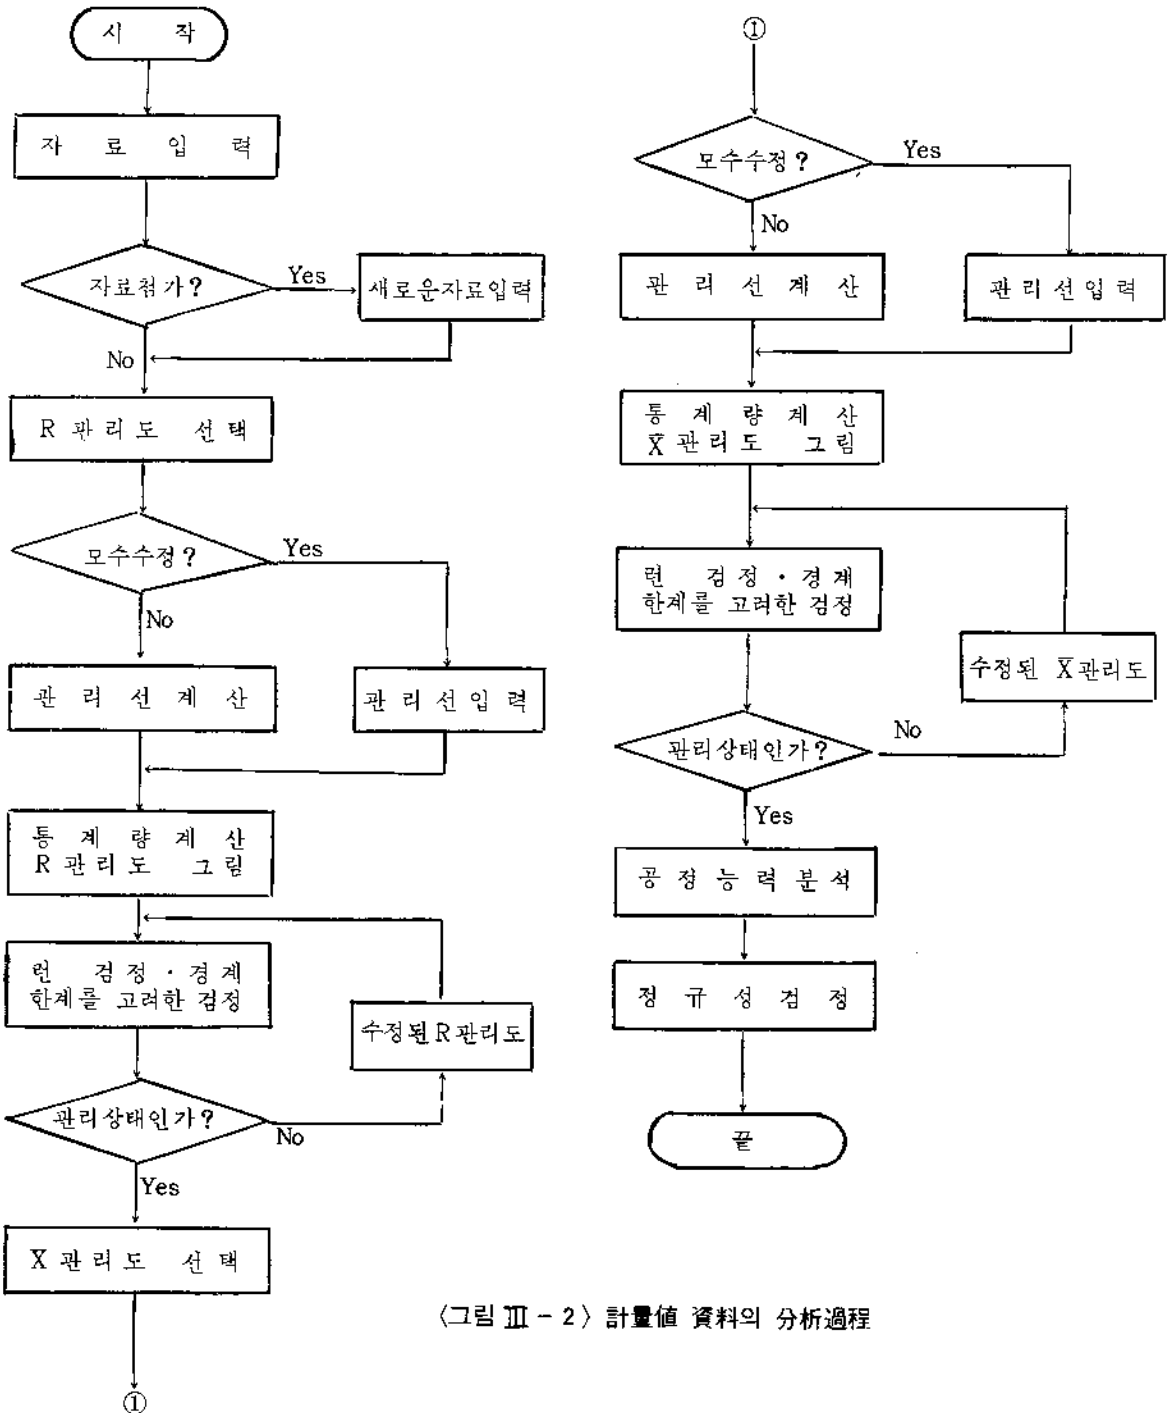 시 작
자 료 입 력
자료첨가?
Yes
새로운자료입력
No
R 관리도 선택
모수수정?
Yes
No
관 리 선 계 산
관 리 선 입 력
통 계 량 계 산
R 관 리 도 그 림
런 검 정 · 경 계
한계를 고려한 검정
수정된 R 관리도
관리상태인가?
No
Yes
X̄ 관 리 도 선 택
①
①
모수수정?
Yes
No
관 리 선 계 산
관 리 선 입 력
통 계 량 계 산
X̄ 관 리 도 그 림
런 검 정 · 경 계
한계를 고려한 검정
수정된 X̄ 관리도
관리상태인가?
No
Yes
공 정 능 력 분 석
정 규 성 검 정
끝
〈그림 Ⅲ - 2〉 計量値 資料의 分析過程